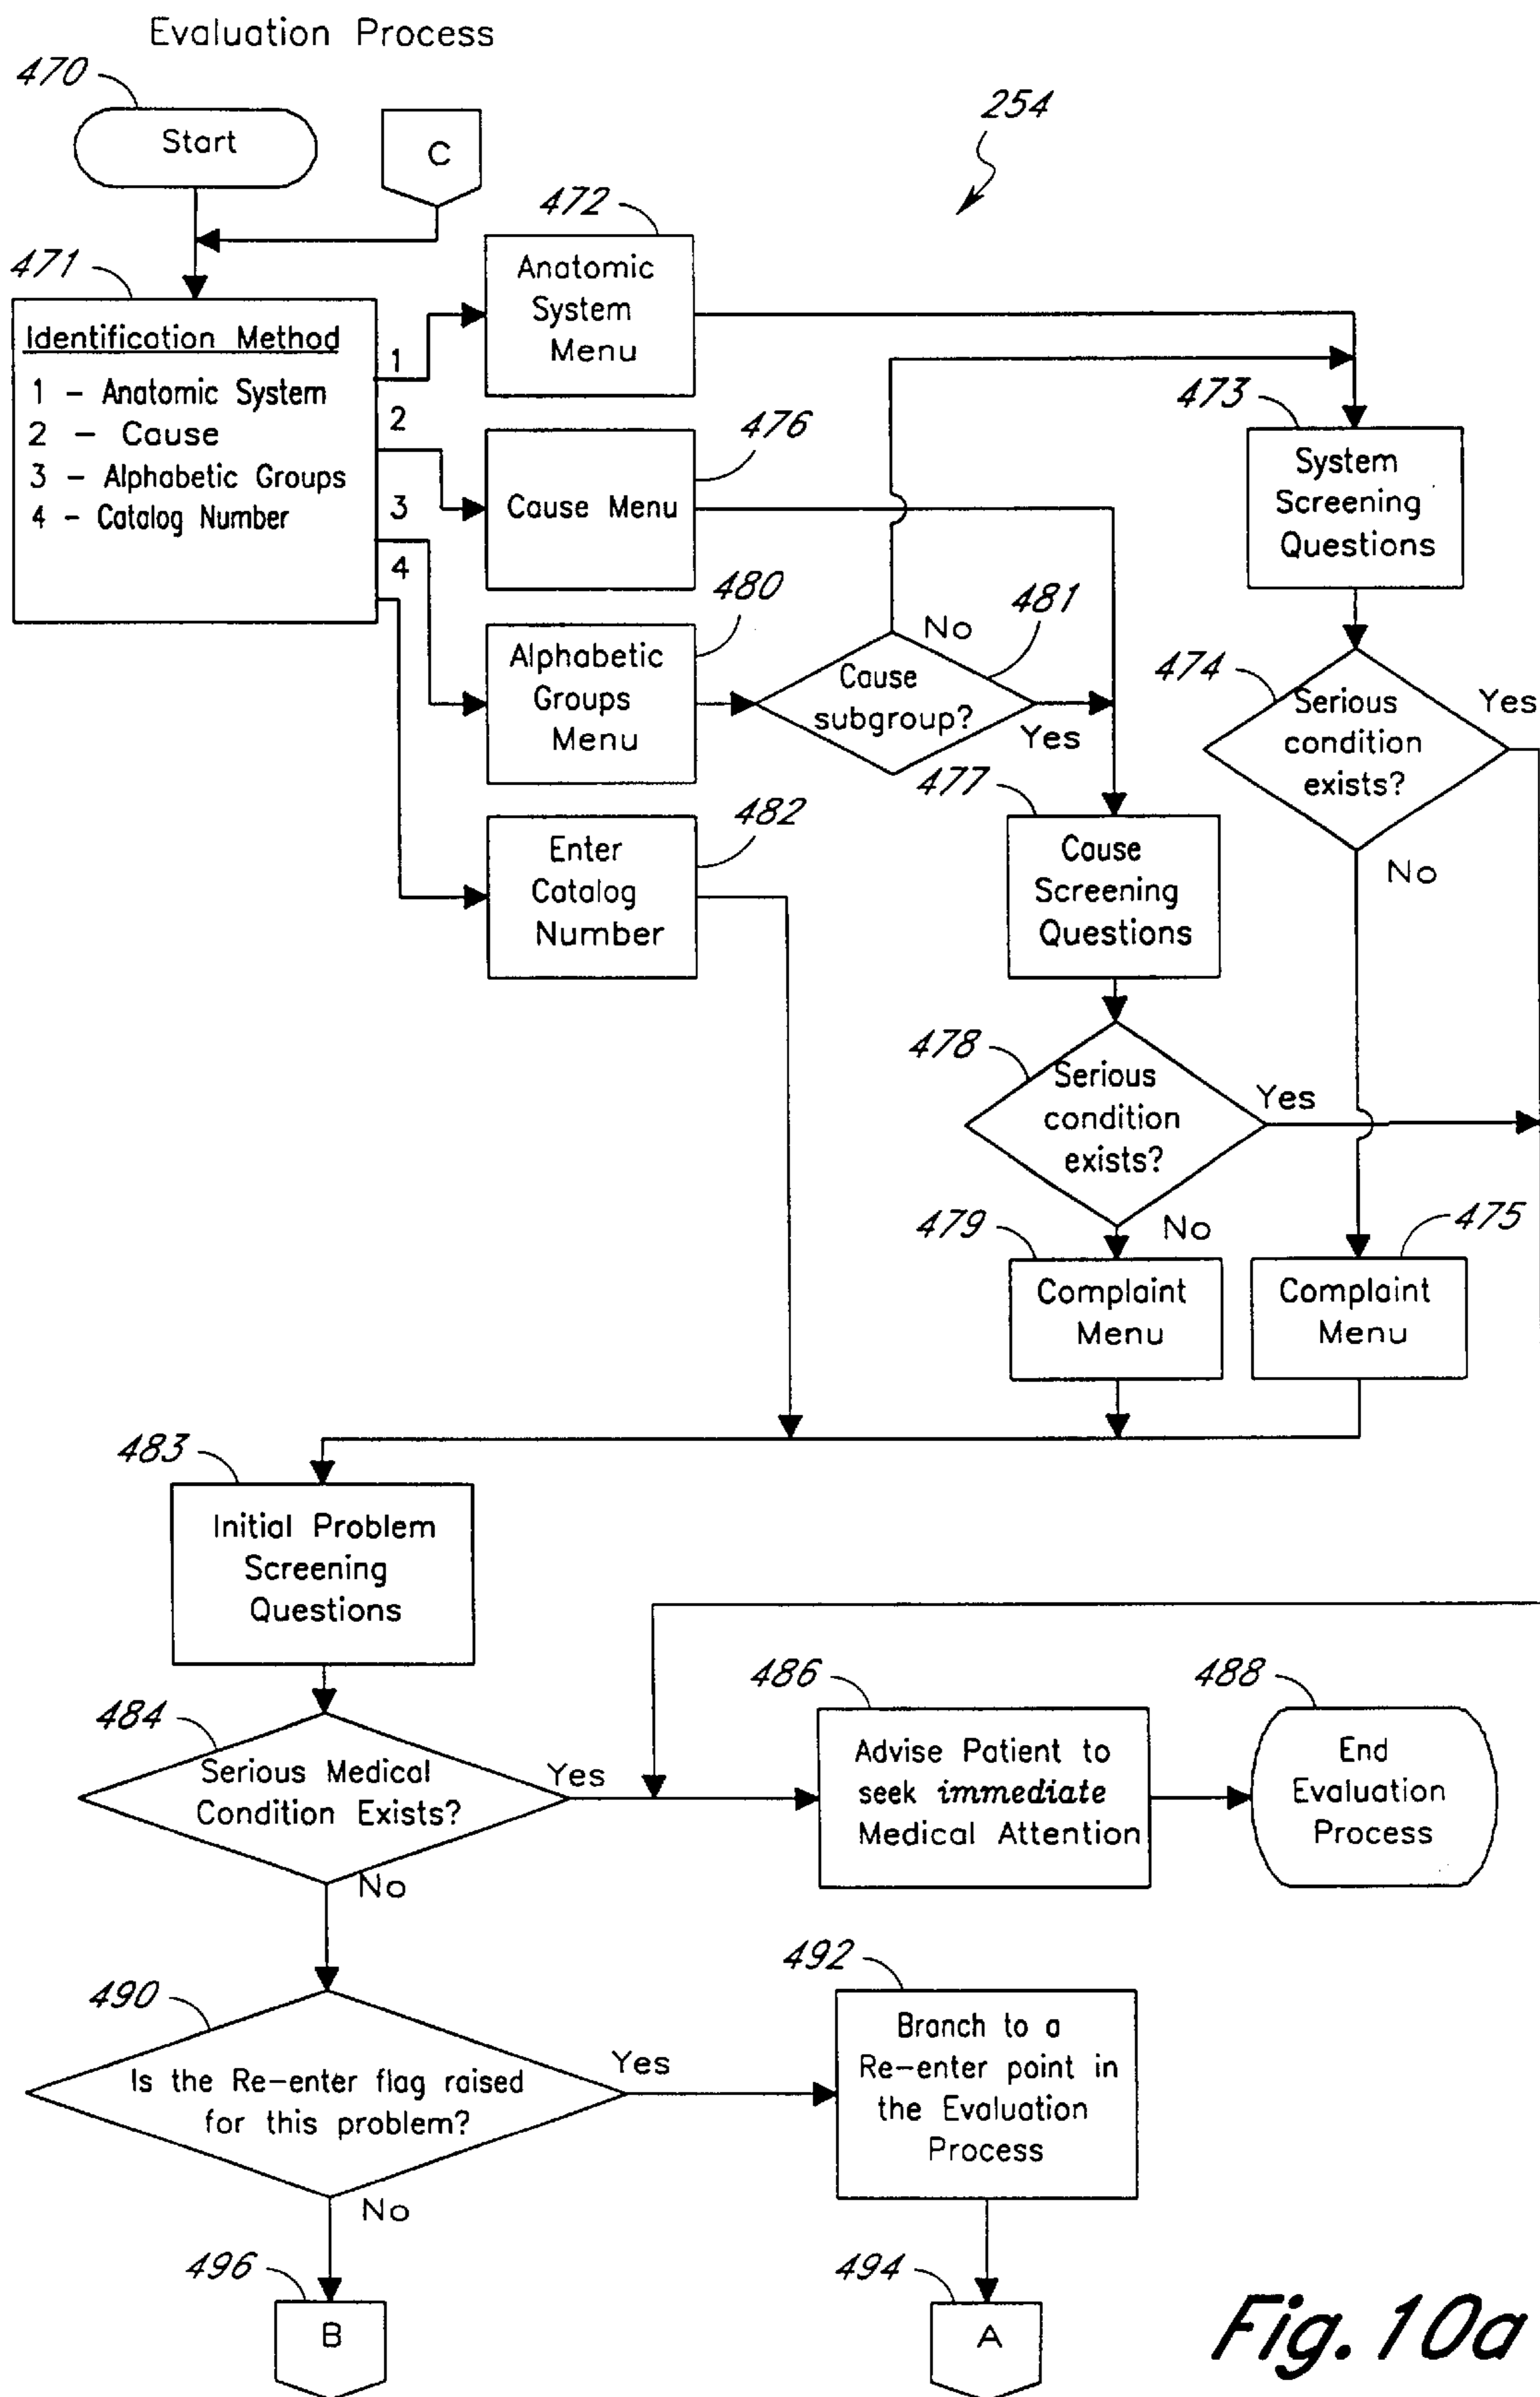 Evaluation Process
470
Start
C
254
472
471
Anatomic
System
Menu
Identification Method
1 - Anatomic System
2 - Cause
3 - Alphabetic Groups
4 - Catalog Number
1
2
3
4
476
Cause Menu
473
System
Screening
Questions
480
Alphabetic
Groups
Menu
481
No
Cause
subgroup?
Yes
474
Serious
condition
exists?
Yes
No
482
Enter
Catalog
Number
477
Cause
Screening
Questions
478
Serious
condition
exists?
Yes
No
479
Complaint
Menu
475
Complaint
Menu
483
Initial Problem
Screening
Questions
484
Serious Medical
Condition Exists?
Yes
No
486
Advise Patient to
seek immediate
Medical Attention
488
End
Evaluation
Process
490
Is the Re-enter flag raised
for this problem?
Yes
No
492
Branch to a
Re-enter point in
the Evaluation
Process
496
B
494
A
Fig. 10a